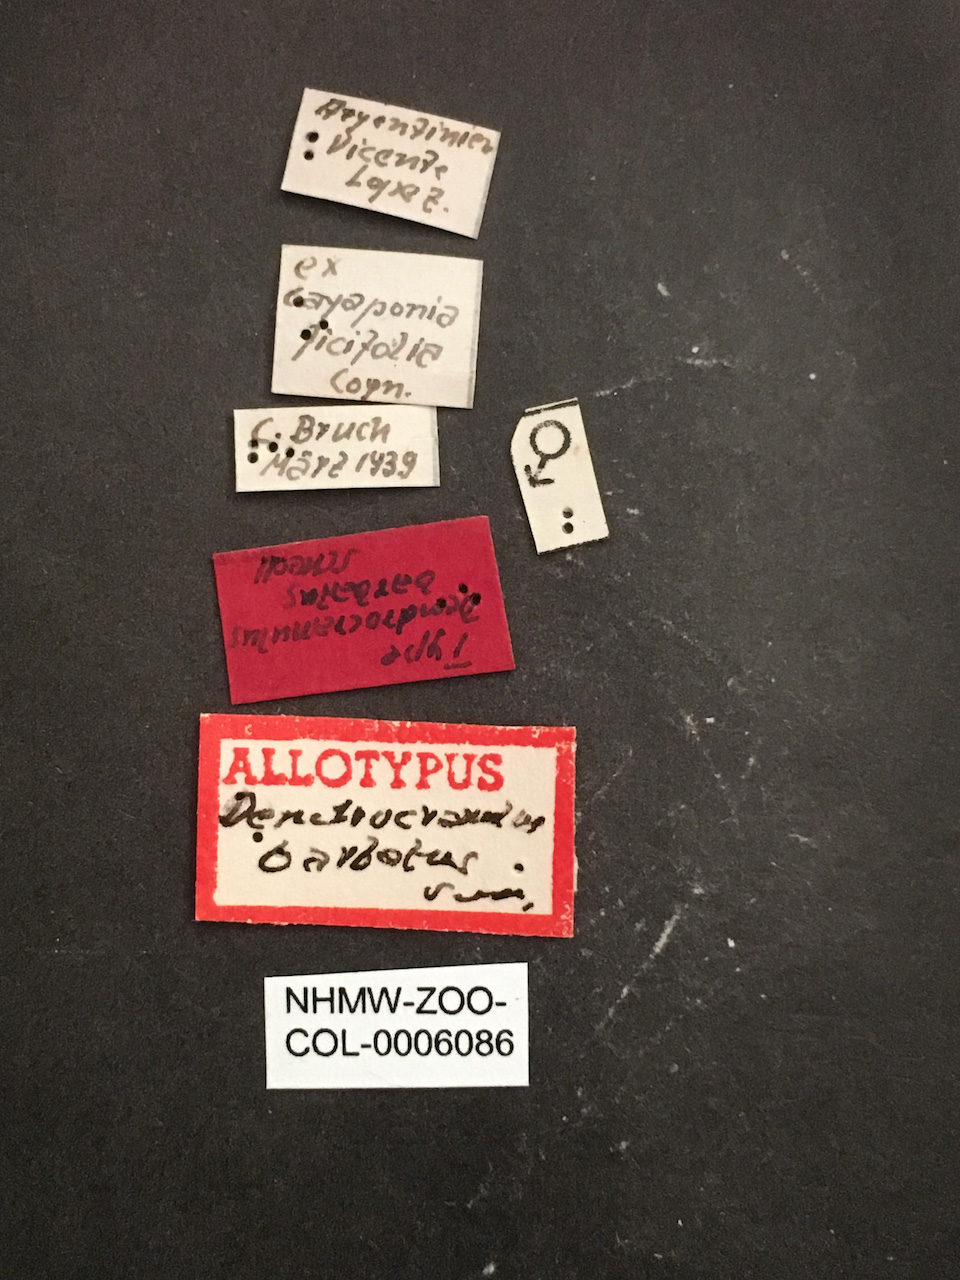 Argentinien
Vicente
Lopez.
ex
Cayaponia
ficifolia
Cogn.
C. Bruch
März 1939
♂
Type
Dendrocranulus
barbatus
ALLOTYPUS
Dendrocranulus
barbatus
NHMW-ZOO-
COL-0006086